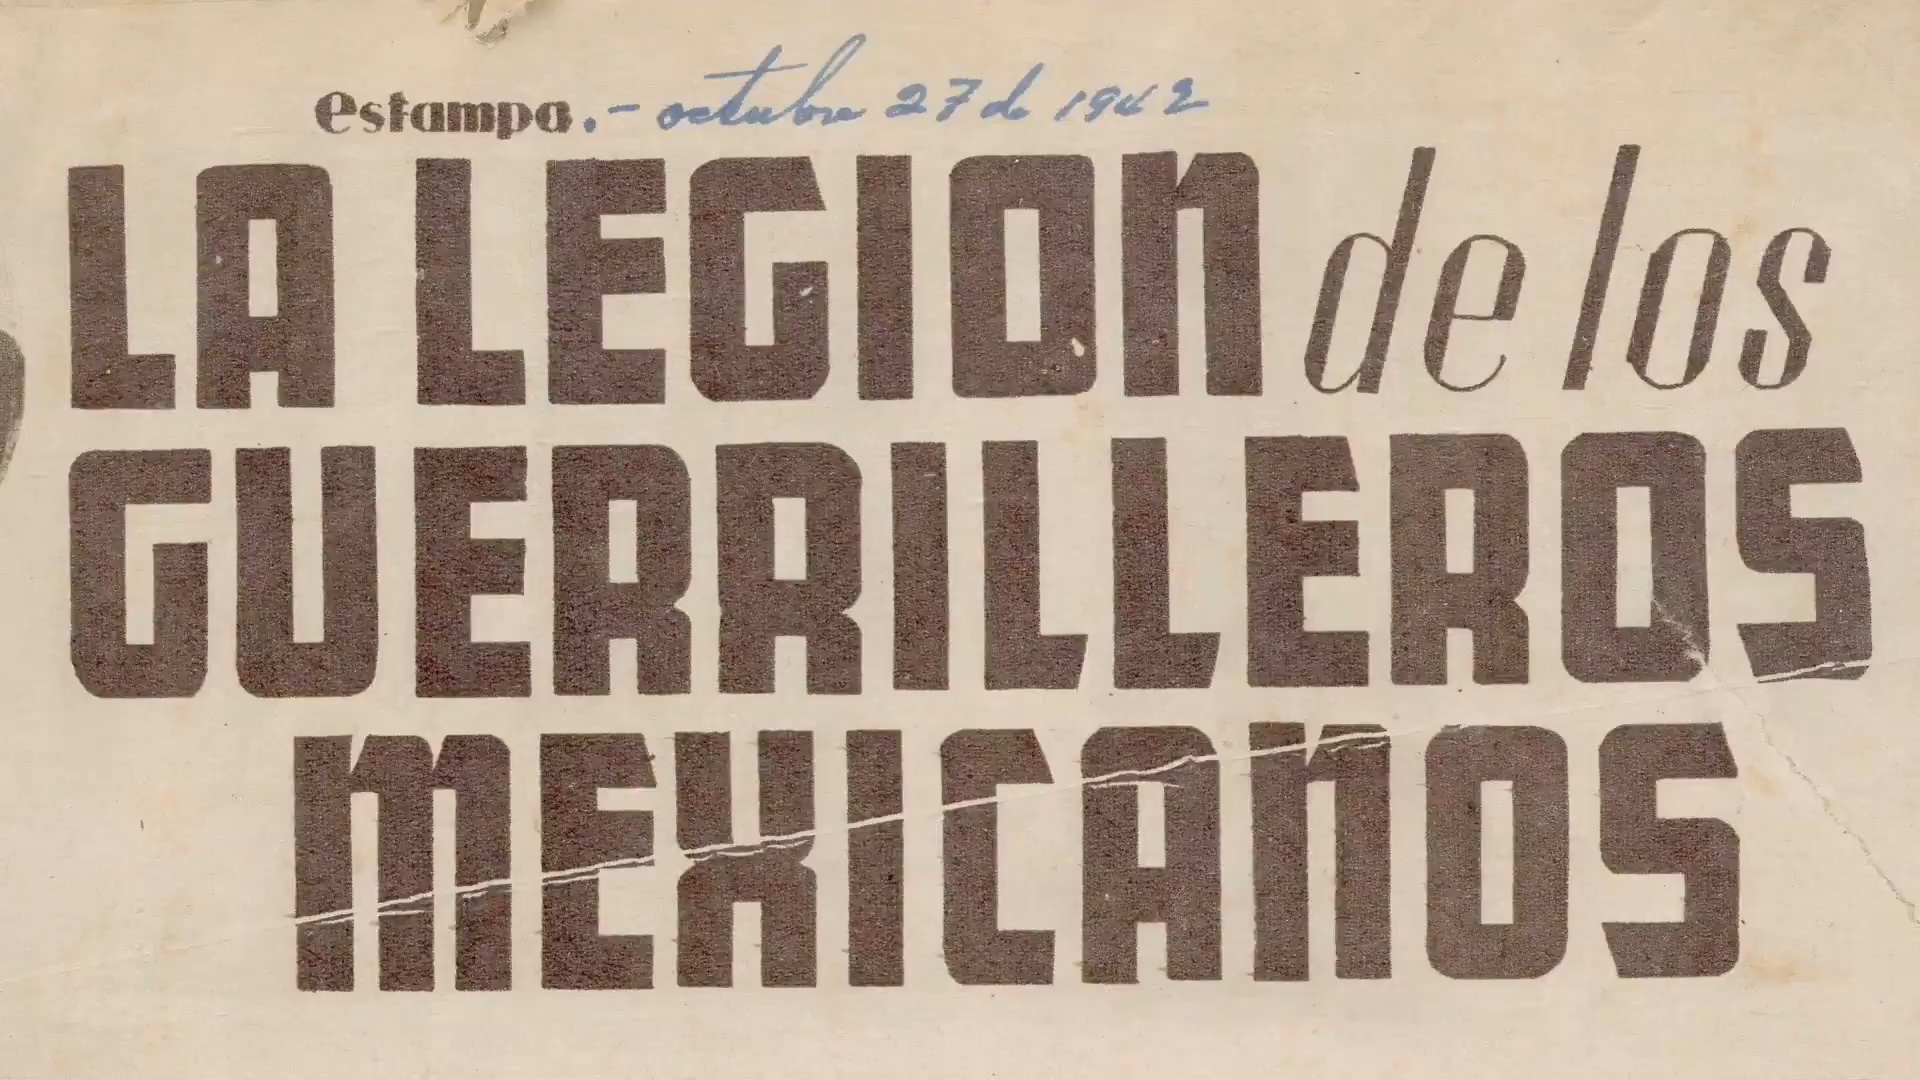 estampa.- octubre 27 de 1942
LA LEGION de los
GUERRILLEROS
MEXICANOS